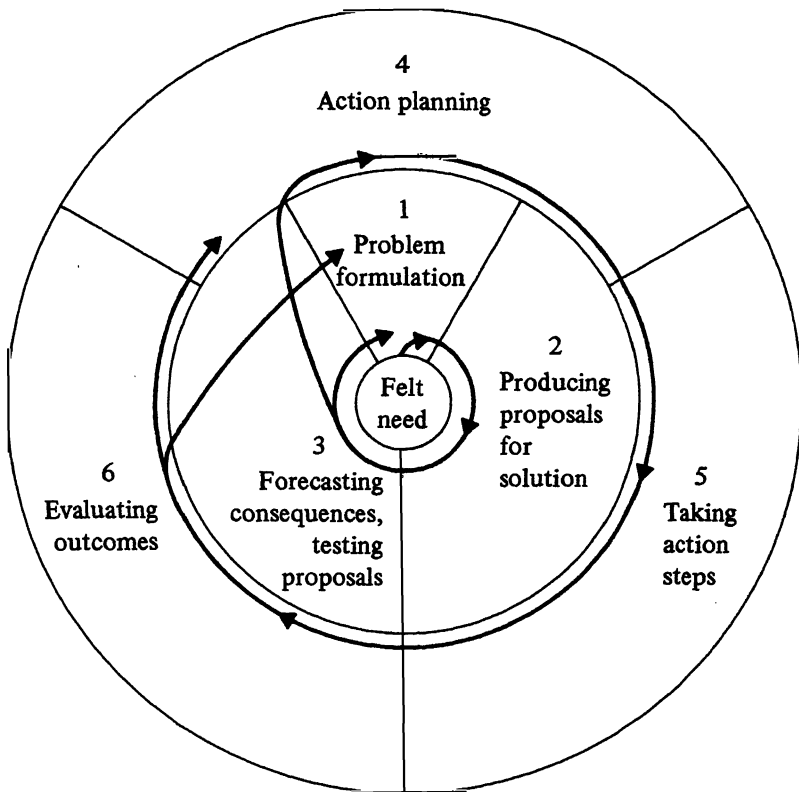 4
Action planning
1
Problem
formulation
Felt
need
2
Producing
proposals
for
solution
3
Forecasting
consequences,
testing
proposals
5
Taking
action
steps
6
Evaluating
outcomes